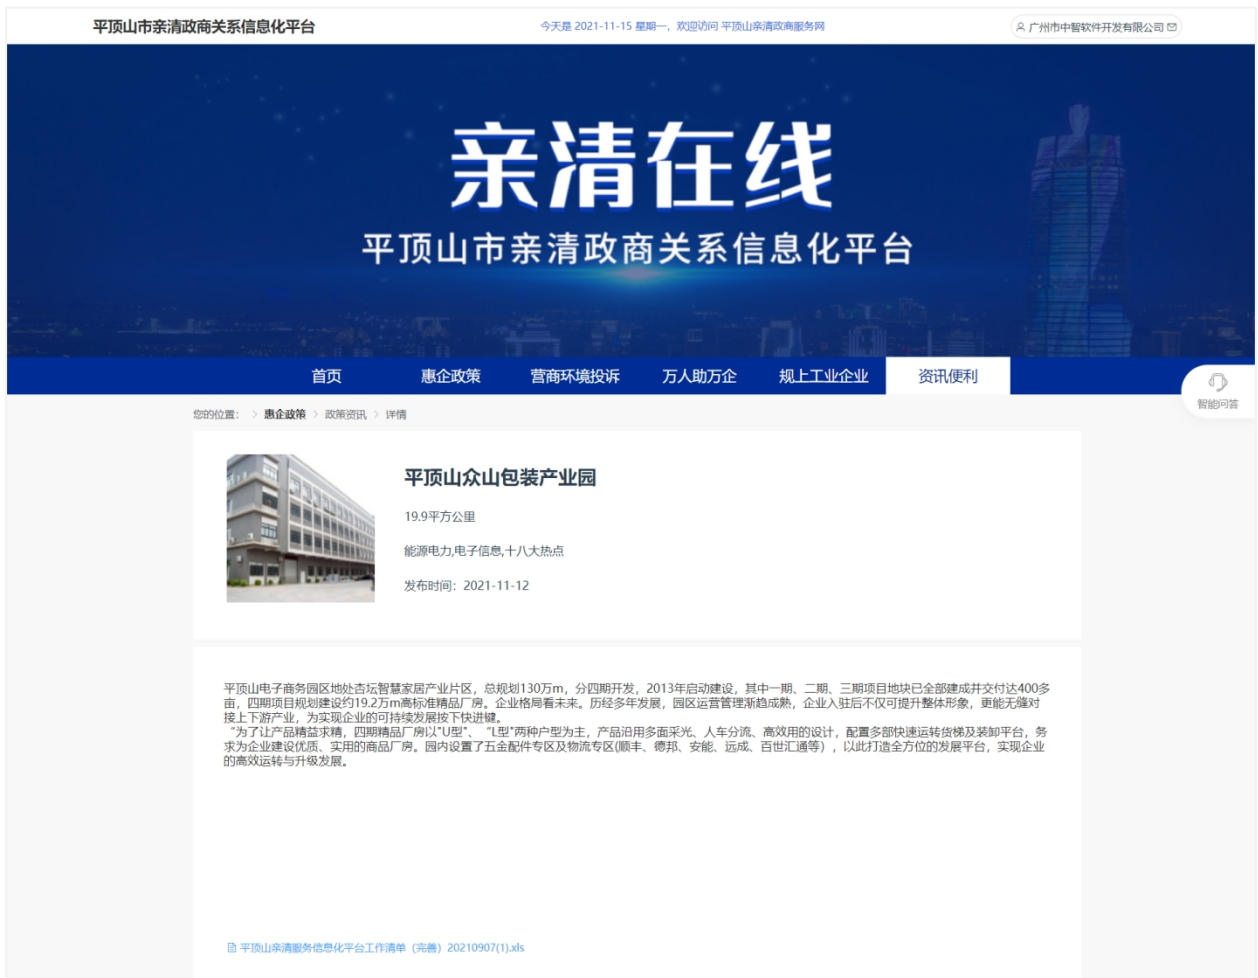 平顶山市亲清政商关系信息化平台
今天是 2021-11-15 星期一，欢迎访问 平顶山亲清政商服务网
广州市中智软件开发有限公司
亲清在线
平顶山市亲清政商关系信息化平台
首页 惠企政策 营商环境投诉 万人助万企 规上工业企业 资讯便利
智能问答
您的位置： > 惠企政策 > 政策资讯 > 详情
平顶山众山包装产业园
19.9平方公里
能源电力,电子信息,十八大热点
发布时间：2021-11-12
平顶山电子商务园区地处杏坛智慧家居产业片区，总规划130万m，分四期开发，2013年启动建设，其中一期、二期、三期项目地块已全部建成并交付达400多
亩，四期项目规划建设约19.2万m高标准精品厂房。企业格局看未来。历经多年发展，园区运营管理渐趋成熟，企业入驻后不仅可提升整体形象，更能无缝对
接上下游产业，为实现企业的可持续发展按下快进键。
“为了让产品精益求精，四期精品厂房以"U型"、“L型"两种户型为主，产品沿用多面采光、人车分流、高效用的设计，配置多部快速运转货梯及装卸平台，务
求为企业建设优质、实用的商品厂房。园内设置了五金配件专区及物流专区(顺丰、德邦、安能、远成、百世汇通等），以此打造全方位的发展平台，实现企业
的高效运转与升级发展。
平顶山亲清服务信息化平台工作清单（完善）20210907(1).xls